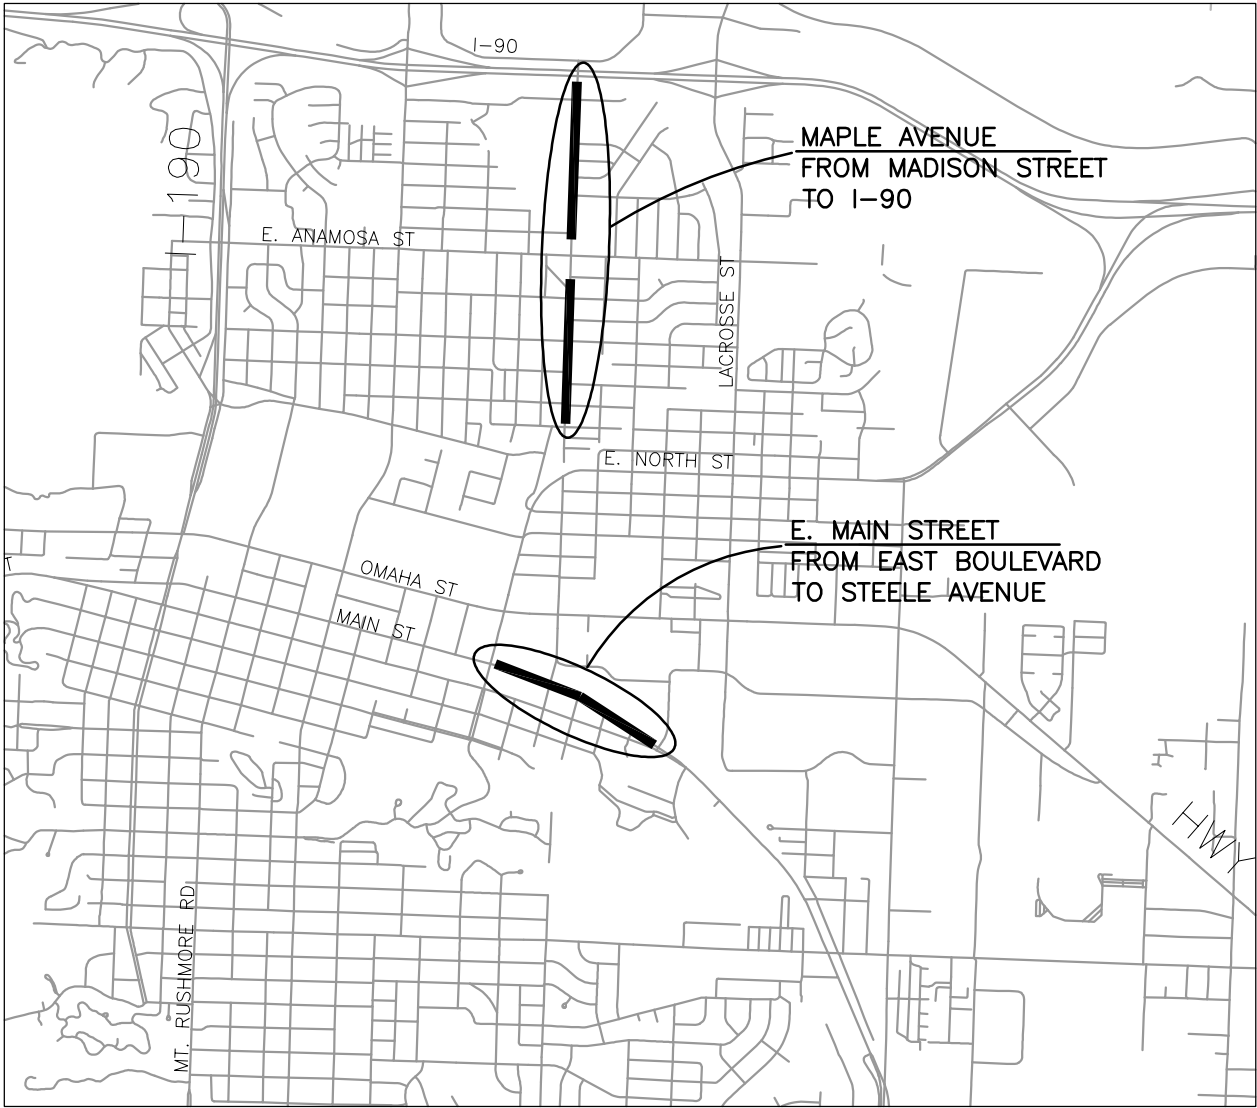 I-90
I-190
MAPLE AVENUE
FROM MADISON STREET
TO I-90
E. ANAMOSA ST
LACROSSE ST
E. NORTH ST
E. MAIN STREET
FROM EAST BOULEVARD
TO STEELE AVENUE
T
OMAHA ST
MAIN ST
HWY
MT. RUSHMORE RD